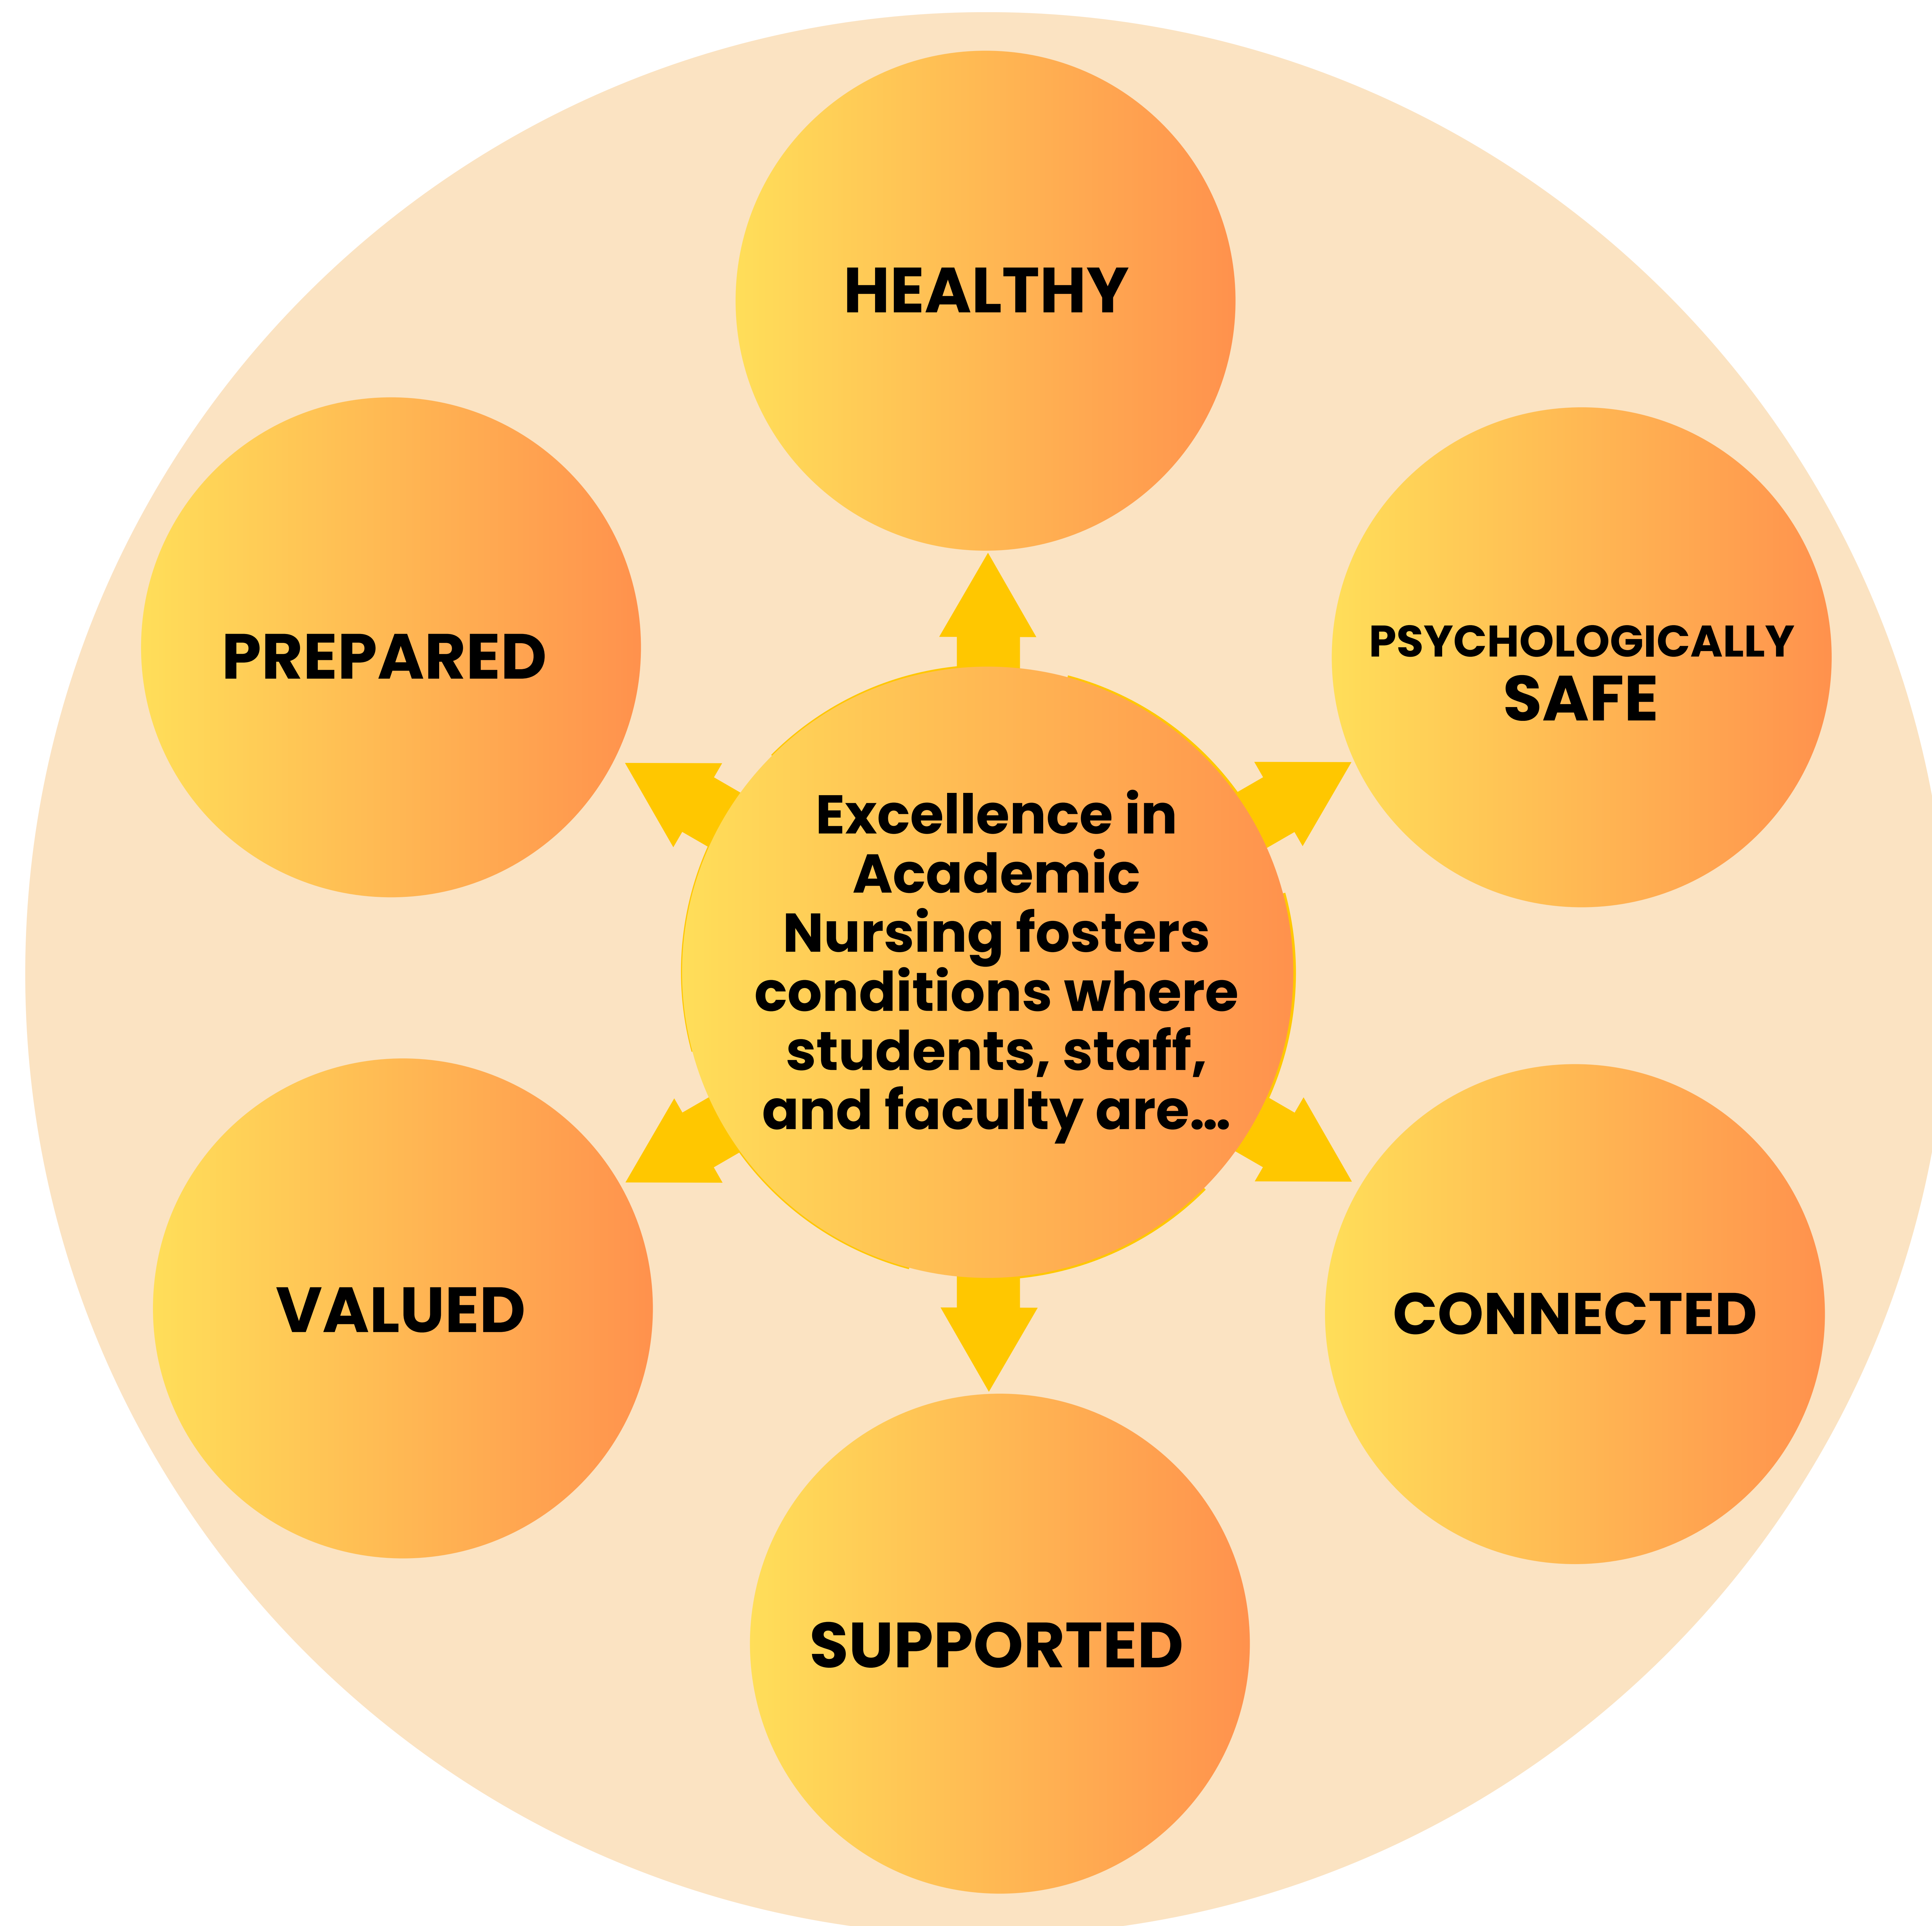 HEALTHY
PREPARED
PSYCHOLOGICALLY
SAFE
Excellence in
Academic
Nursing fosters
conditions where
students, staff,
and faculty are...
VALUED
CONNECTED
SUPPORTED